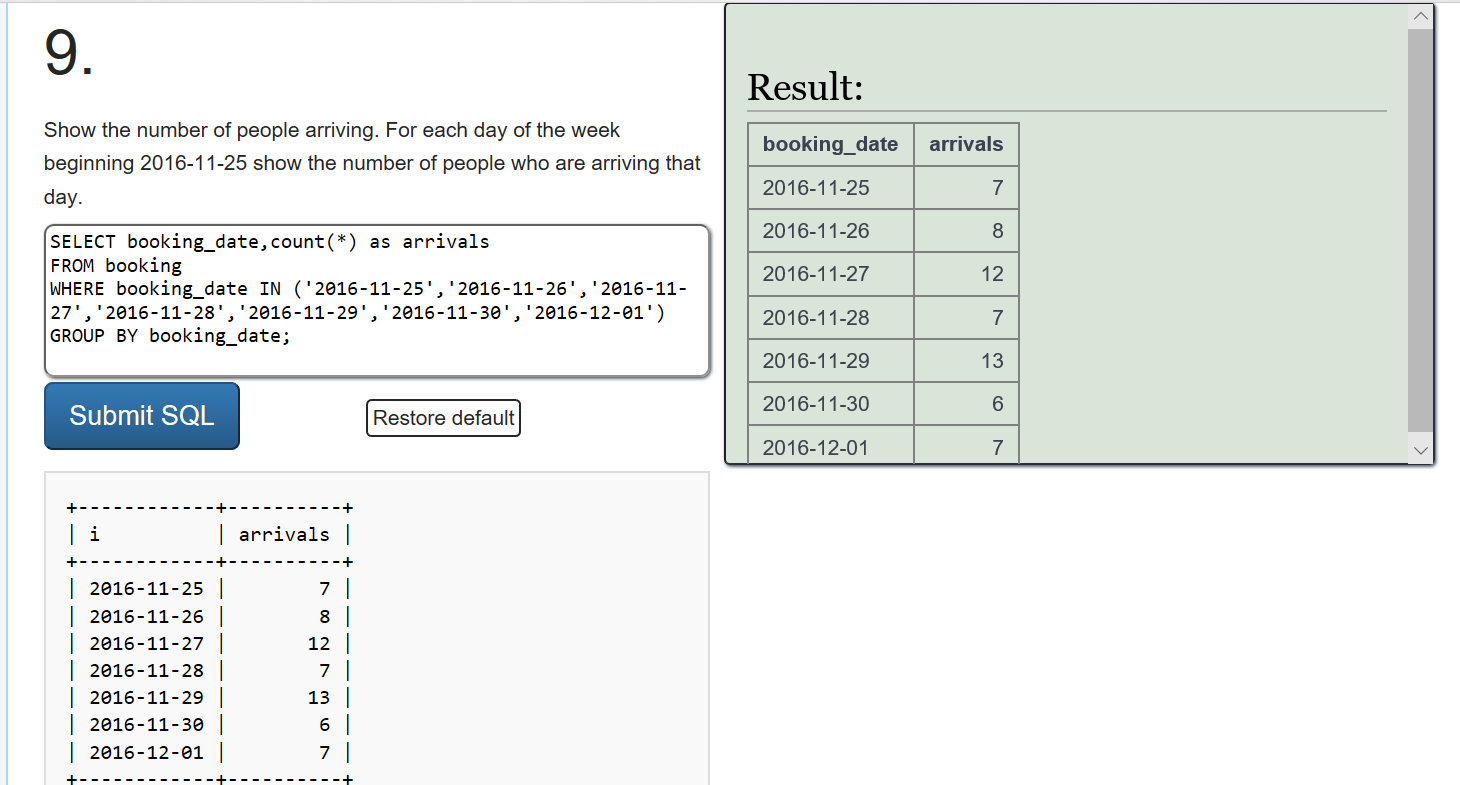 9.
Show the number of people arriving. For each day of the week
beginning 2016-11-25 show the number of people who are arriving that
day.
SELECT booking_date,count(*) as arrivals
FROM booking
WHERE booking_date IN ('2016-11-25','2016-11-26','2016-11-
27','2016-11-28','2016-11-29','2016-11-30','2016-12-01')
GROUP BY booking_date;
Submit SQL
Restore default
+------------+----------+
| i          | arrivals |
+------------+----------+
| 2016-11-25 |        7 |
| 2016-11-26 |        8 |
| 2016-11-27 |       12 |
| 2016-11-28 |        7 |
| 2016-11-29 |       13 |
| 2016-11-30 |        6 |
| 2016-12-01 |        7 |
+------------+----------+
Result:
booking_date arrivals
2016-11-25 7
2016-11-26 8
2016-11-27 12
2016-11-28 7
2016-11-29 13
2016-11-30 6
2016-12-01 7